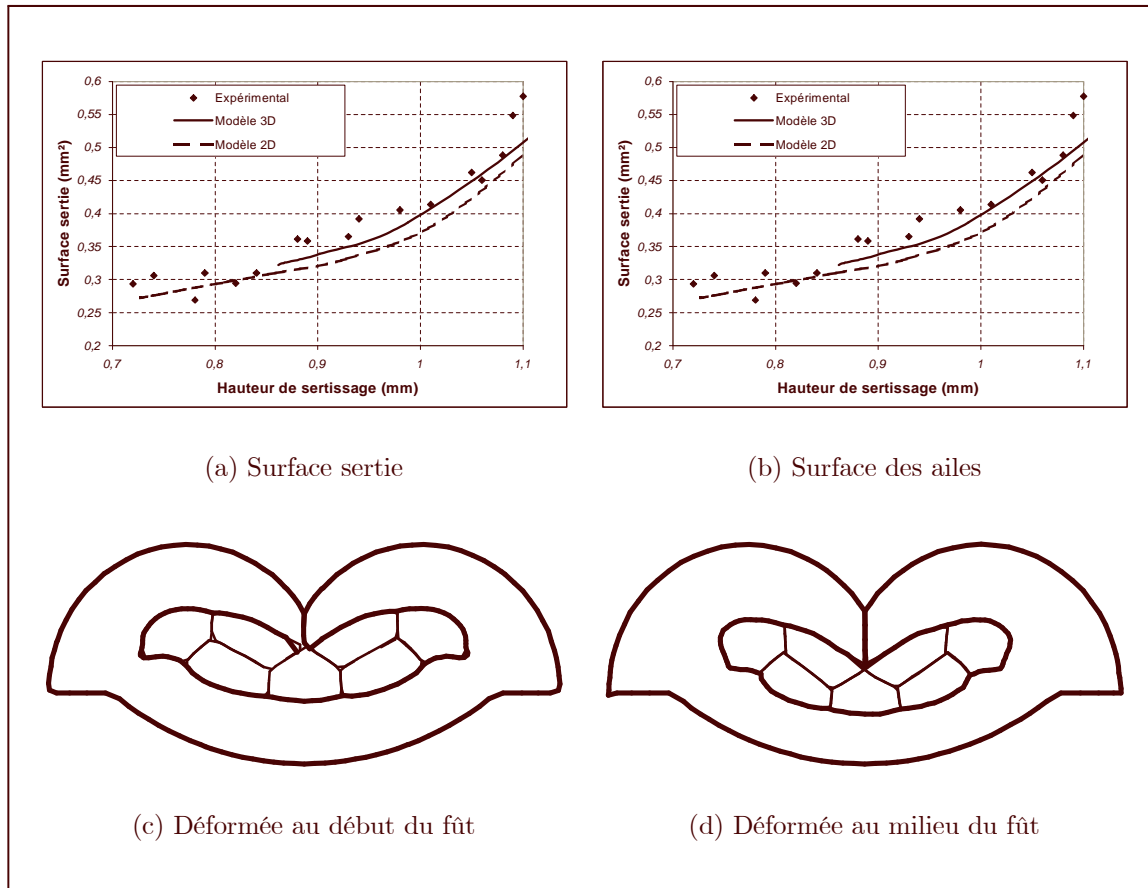 0,6
0,55
0,5
0,45
0,4
0,35
0,3
0,25
0,2
Surface sertie (mm²)
Expérimental
Modèle 3D
Modèle 2D
0,7
0,8
0,9
1
1,1
Hauteur de sertissage (mm)
(a) Surface sertie
0,6
0,55
0,5
0,45
0,4
0,35
0,3
0,25
0,2
Surface sertie (mm²)
Expérimental
Modèle 3D
Modèle 2D
0,7
0,8
0,9
1
1,1
Hauteur de sertissage (mm)
(b) Surface des ailes
(c) Déformée au début du fût
(d) Déformée au milieu du fût